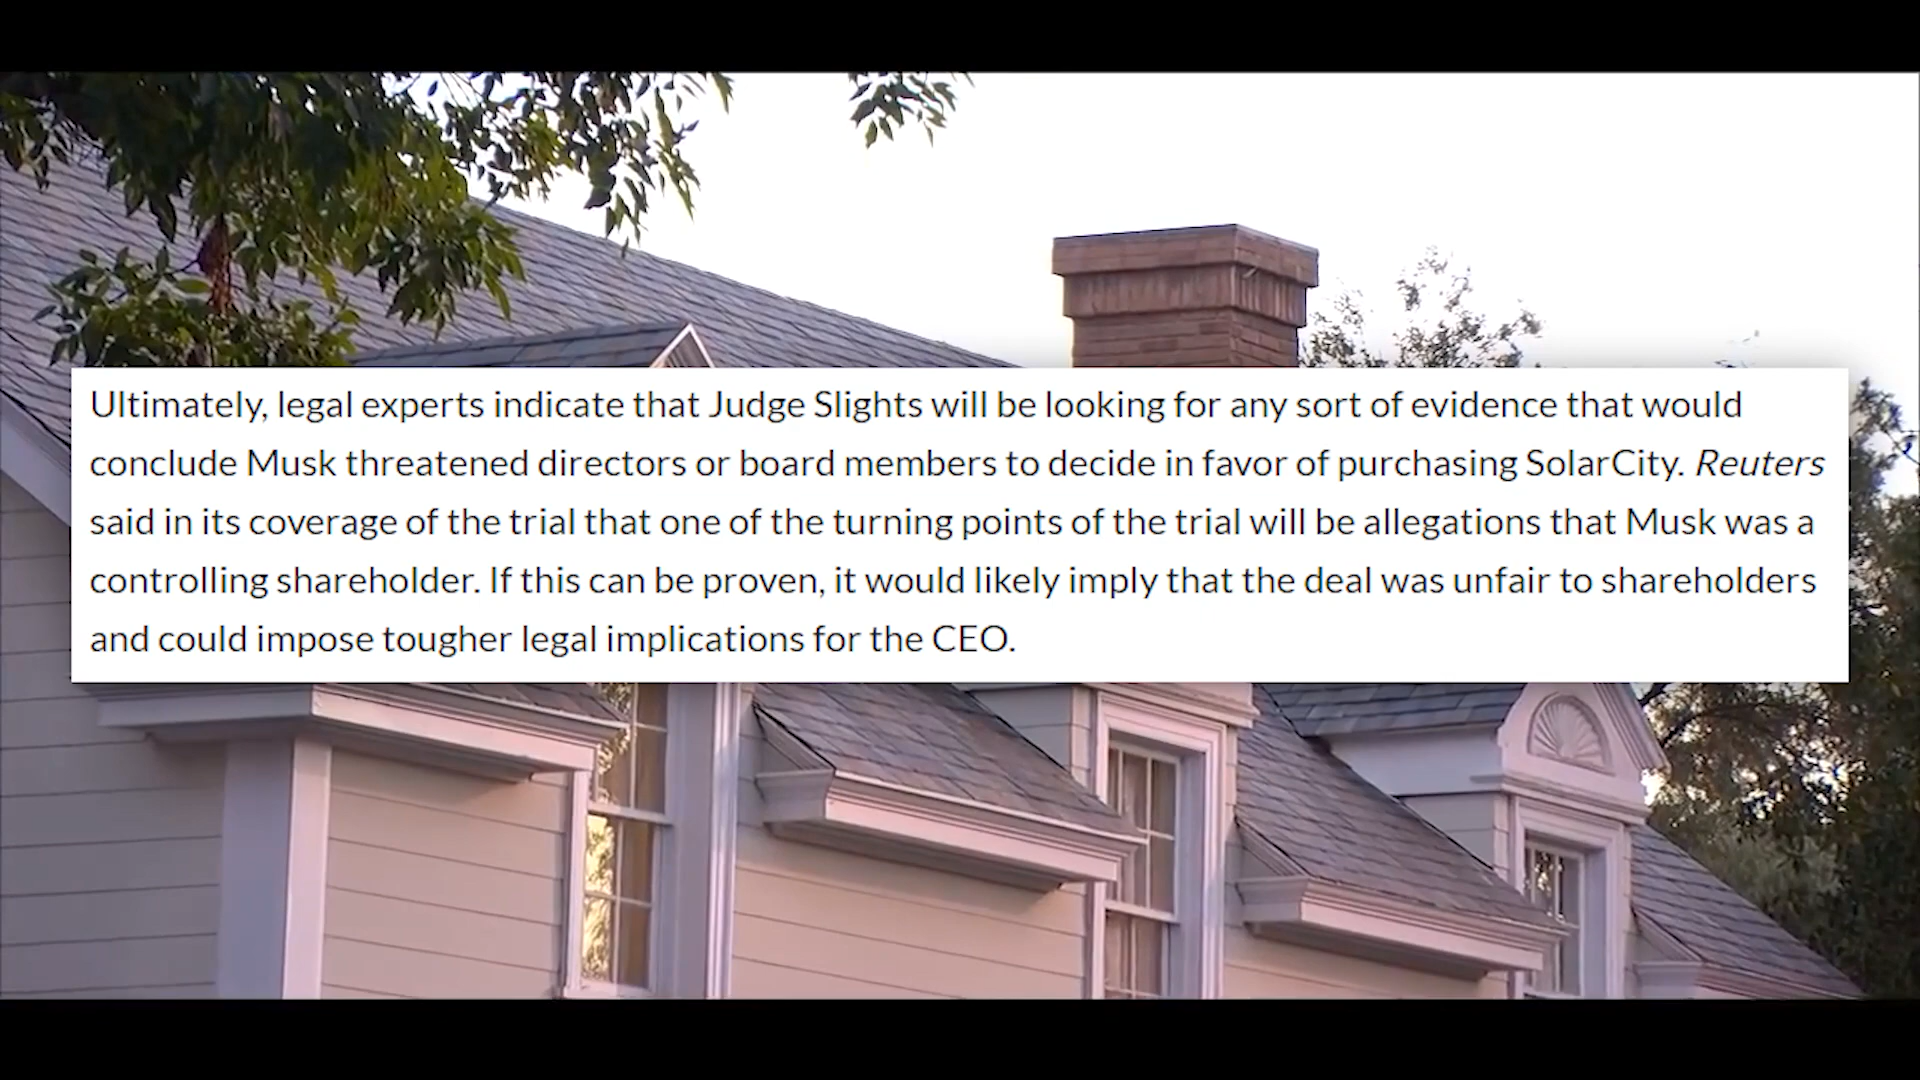 Ultimately, legal experts indicate that Judge Slights will be looking for any sort of evidence that would
conclude Musk threatened directors or board members to decide in favor of purchasing SolarCity. Reuters
said in its coverage of the trial that one of the turning points of the trial will be allegations that Musk was a
controlling shareholder. If this can be proven, it would likely imply that the deal was unfair to shareholders
and could impose tougher legal implications for the CEO.